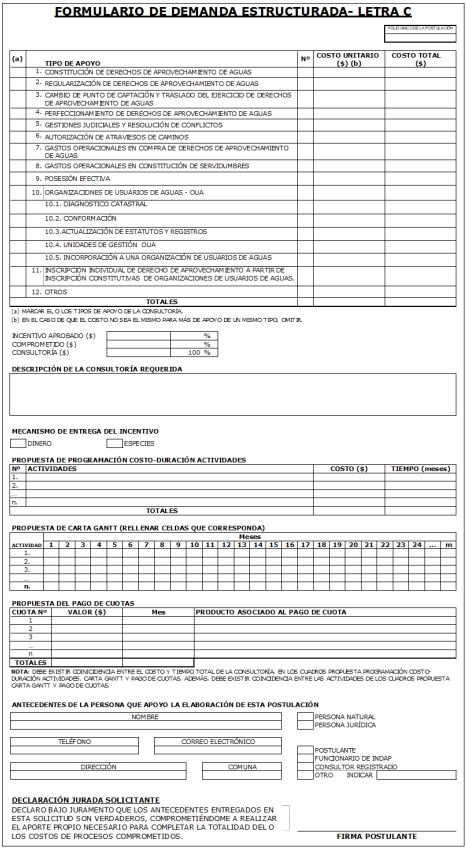 FORMULARIO DE DEMANDA ESTRUCTURADA- LETRA C
FOLIO ÚNICO DE LA POSTULACIÓN
(a) TIPO DE APOYO Nº COSTO UNITARIO ($) (b) COSTO TOTAL ($)
1. CONSTITUCIÓN DE DERECHOS DE APROVECHAMIENTO DE AGUAS
2. REGULARIZACIÓN DE DERECHOS DE APROVECHAMIENTO DE AGUAS
3. CAMBIO DE PUNTO DE CAPTACIÓN Y TRASLADO DEL EJERCICIO DE DERECHOS
DE APROVECHAMIENTO DE AGUAS
4. PERFECCIONAMIENTO DE DERECHOS DE APROVECHAMIENTO DE AGUAS
5. GESTIONES JUDICIALES Y RESOLUCIÓN DE CONFLICTOS
6. AUTORIZACIÓN DE ATRAVIESOS DE CAMINOS
7. GASTOS OPERACIONALES EN COMPRA DE DERECHOS DE APROVECHAMIENTO
DE AGUAS
8. GASTOS OPERACIONALES EN CONSTITUCIÓN DE SERVIDUMBRES
9. POSESIÓN EFECTIVA
10. ORGANIZACIONES DE USUARIOS DE AGUAS - OUA
10.1. DIAGNOSTICO CATASTRAL
10.2. CONFORMACIÓN
10.3.ACTUALIZACIÓN DE ESTATUTOS Y REGISTROS
10.4. UNIDADES DE GESTIÓN OUA
10.5. INCORPORACIÓN A UNA ORGANIZACIÓN DE USUARIOS DE AGUAS
11. INSCRIPCIÓN INDIVIDUAL DE DERECHO DE APROVECHAMIENTO A PARTIR DE
INSCRIPCIÓN CONSTITUTIVAS DE ORGANIZACIONES DE USUARIOS DE AGUAS.
12. OTROS
TOTALES
(a) MARCAR EL O LOS TIPOS DE APOYO DE LA CONSULTORÍA.
(b) EN EL CASO DE QUE EL COSTO NO SEA EL MISMO PARA MÁS DE APOYO DE UN MISMO TIPO, OMITIR.
INCENTIVO APROBADO ($) %
COMPROMETIDO ($) %
CONSULTORÍA ($) 100 %
DESCRIPCIÓN DE LA CONSULTORÍA REQUERIDA
MECANISMO DE ENTREGA DEL INCENTIVO
DINERO ESPECIES
PROPUESTA DE PROGRAMACIÓN COSTO-DURACIÓN ACTIVIDADES
Nº ACTIVIDADES COSTO ($) TIEMPO (meses)
1.
2.
...
n.
TOTALES
PROPUESTA DE CARTA GANTT (RELLENAR CELDAS QUE CORRESPONDA)
Meses
ACTIVIDAD 1 2 3 4 5 6 7 8 9 10 11 12 13 14 15 16 17 18 19 20 21 22 23 24 ... m
1.
2.
3.
...
n.
PROPUESTA DEL PAGO DE CUOTAS
CUOTA Nº VALOR ($) Mes PRODUCTO ASOCIADO AL PAGO DE CUOTA
1
2
3
...
n
TOTALES
NOTA: DEBE EXISTIR COINICIDENCIA ENTRE EL COSTO Y TIEMPO TOTAL DE LA CONSULTORÍA. EN LOS CUADROS PROPUESTA PROGRAMACIÓN COSTO-
DURACIÓN ACTIVIDADES. CARTA GANTT Y PAGO DE CUOTAS. ADEMÁS. DEBE EXISTIR COINCIDENCIA ENTRE LAS ACTIVIDADES DE LOS CUADROS PROPUESTA
CARTA GANTT Y PAGO DE CUOTAS.
ANTECEDENTES DE LA PERSONA QUE APOYO LA ELABORACIÓN DE ESTA POSTULACIÓN
NOMBRE
PERSONA NATURAL
PERSONA JURÍDICA
TELÉFONO CORREO ELECTRÓNICO
POSTULANTE
FUNCIONARIO DE INDAP
DIRECCIÓN COMUNA CONSULTOR REGISTRADO
OTRO INDICAR
DECLARACIÓN JURADA SOLICITANTE
DECLARO BAJO JURAMENTO QUE LOS ANTECEDENTES ENTREGADOS EN
ESTA SOLICITUD SON VERDADEROS, COMPROMETIÉNDOME A REALIZAR
EL APORTE PROPIO NECESARIO PARA COMPLETAR LA TOTALIDAD DEL O
LOS COSTOS DE PROCESOS COMPROMETIDOS.
FIRMA POSTULANTE